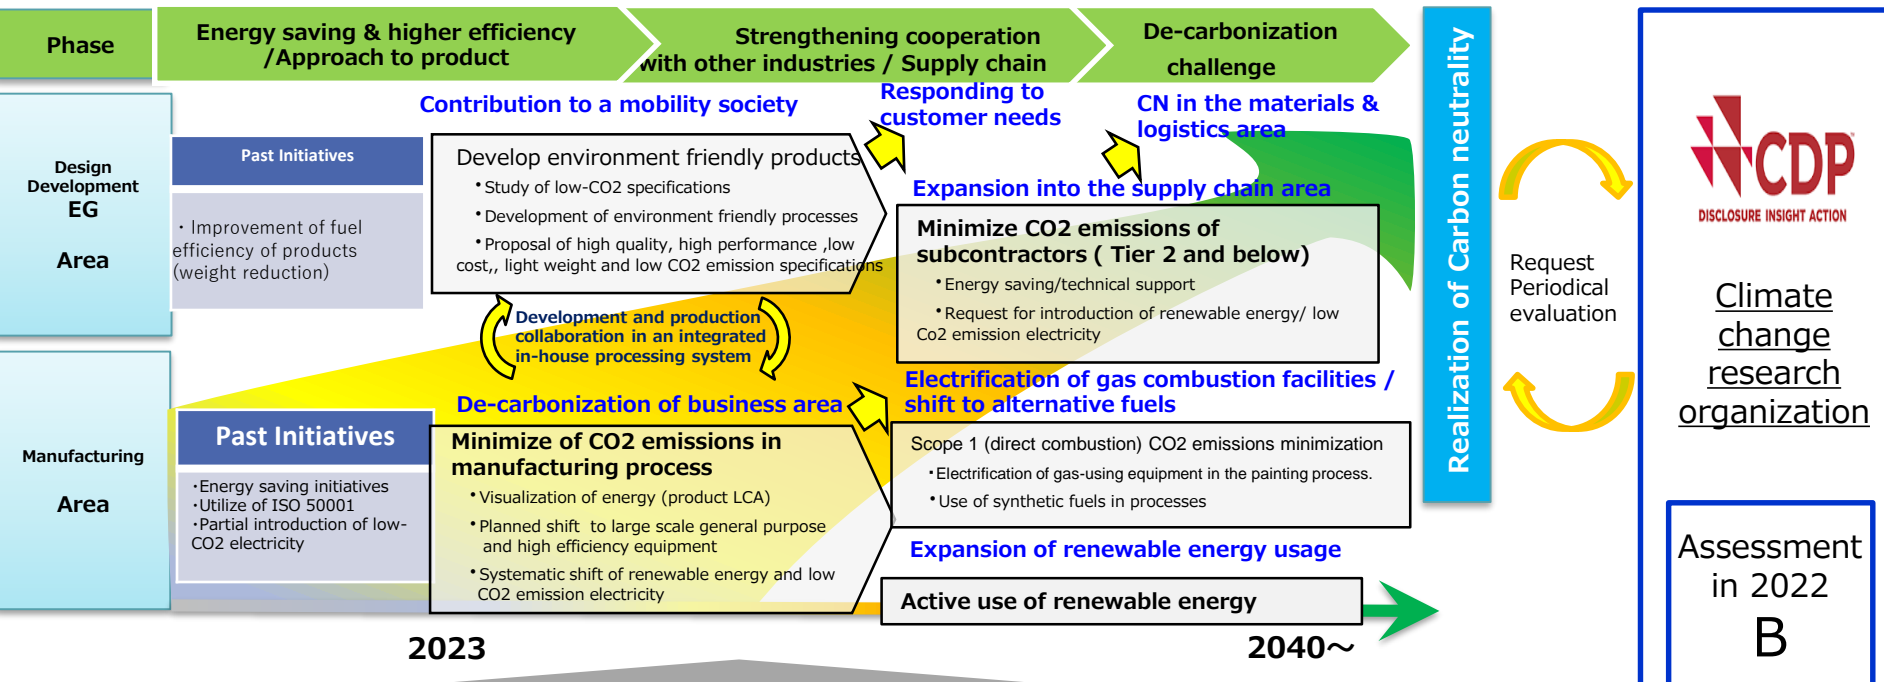 Phase
Energy saving & higher efficiency
/Approach to product
Strengthening cooperation
with other industries / Supply chain
De-carbonization
challenge
Realization of Carbon neutrality
Design
Development
EG
Area
Contribution to a mobility society
Responding to
customer needs
CN in the materials &
logistics area
Past Initiatives
・Improvement of fuel
efficiency of products
(weight reduction)
Develop environment friendly products
•Study of low-CO2 specifications
•Development of environment friendly processes
•Proposal of high quality, high performance ,low
cost,, light weight and low CO2 emission specifications
Expansion into the supply chain area
Minimize CO2 emissions of
subcontractors ( Tier 2 and below)
•Energy saving/technical support
•Request for introduction of renewable energy/ low
Co2 emission electricity
Development and production
collaboration in an integrated
in-house processing system
Manufacturing
Area
De-carbonization of business area
Electrification of gas combustion facilities /
shift to alternative fuels
Past Initiatives
・Energy saving initiatives
・Utilize of ISO 50001
・Partial introduction of low-
CO2 electricity
Minimize of CO2 emissions in
manufacturing process
•Visualization of energy (product LCA)
•Planned shift to large scale general purpose
and high efficiency equipment
•Systematic shift of renewable energy and low
CO2 emission electricity
Scope 1 (direct combustion) CO2 emissions minimization
・Electrification of gas-using equipment in the painting process.
•Use of synthetic fuels in processes
Expansion of renewable energy usage
Active use of renewable energy
2023
2040～
Request
Periodical
evaluation
CDP
DISCLOSURE INSIGHT ACTION
Climate
change
research
organization
Assessment
in 2022
B